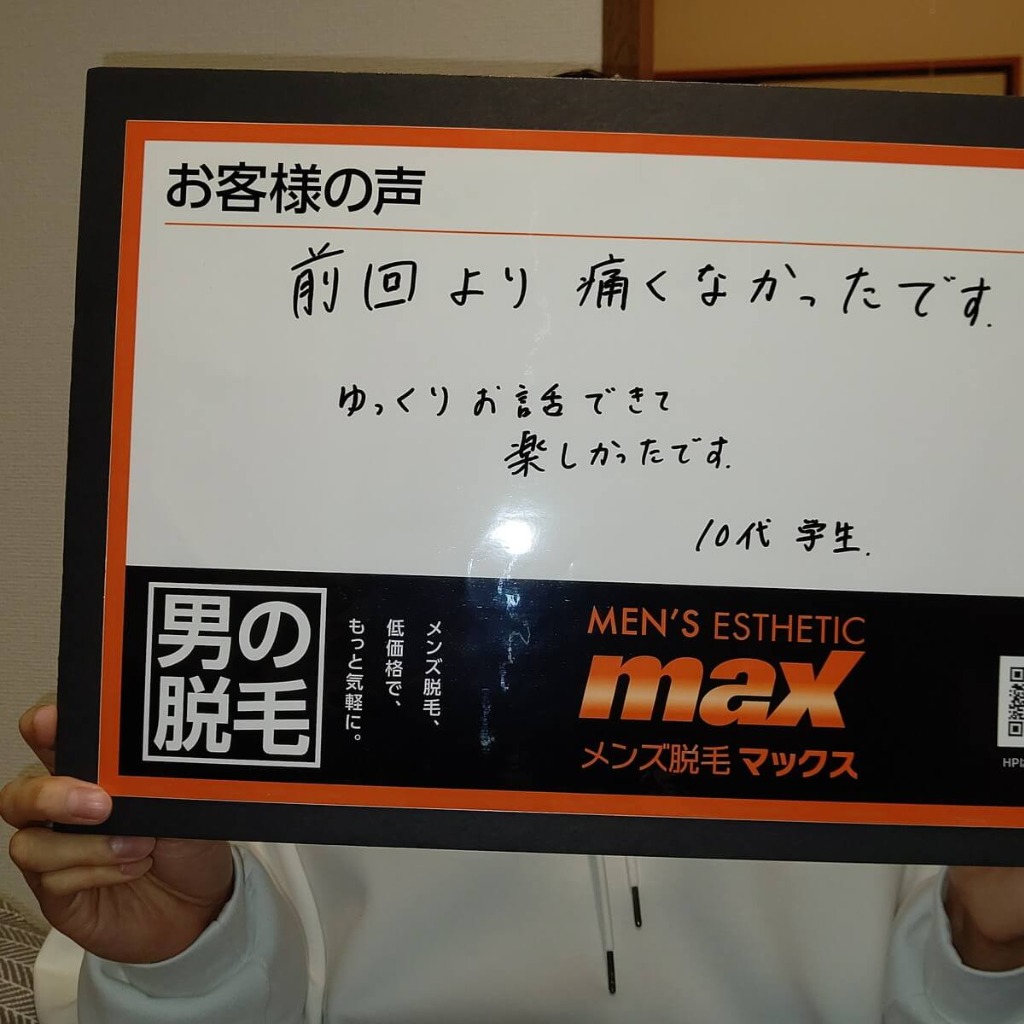 お客様の声
前回より 痛くなかったです.
ゆっくりお話できて
楽しかったです.
10代 学生.
男の
脱毛
メンズ脱毛、
低価格で、
もっと気軽に。
MEN'S ESTHETIC
max
メンズ脱毛 マックス